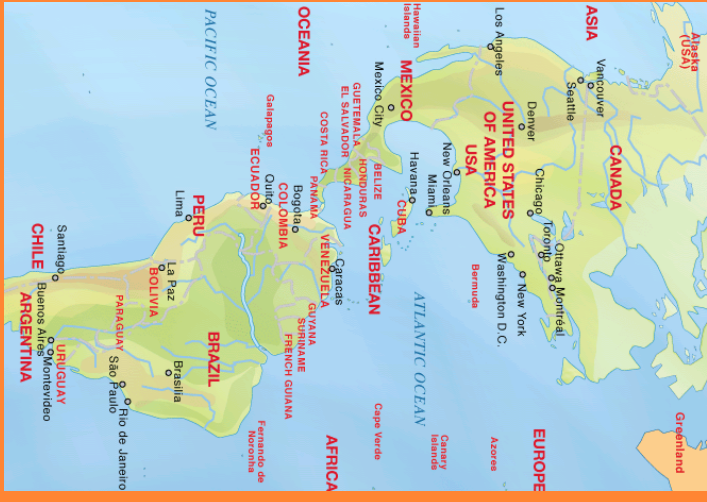 Alaska
(USA)
Greenland
ASIA
CANADA
EUROPE
Vancouver
Seattle
Ottawa
Montréal
Toronto
UNITED STATES
OF AMERICA
USA
Denver
Chicago
New York
Washington D.C.
Los Angeles
Azores
Bermuda
New Orleans
Miami
Canary
Islands
Hawaiian
Islands
MEXICO
Mexico City
Havana
CUBA
ATLANTIC OCEAN
BELIZE
GUETEMALA
EL SALVADOR
HONDURAS
NICARAGUA
COSTA RICA
PANAMA
CARIBBEAN
Cape Verde
OCEANIA
Caracas
VENEZUELA
AFRICA
GUYANA
SURINAME
FRENCH GUIANA
Bogota
COLOMBIA
Galapagos
Quito
ECUADOR
Fernando de
Noronha
PACIFIC OCEAN
PERU
Lima
BRAZIL
Brasilia
La Paz
BOLIVIA
PARAGUAY
Rio de Janeiro
São Paulo
Santiago
CHILE
URUGUAY
Buenos Aires
Montevideo
ARGENTINA